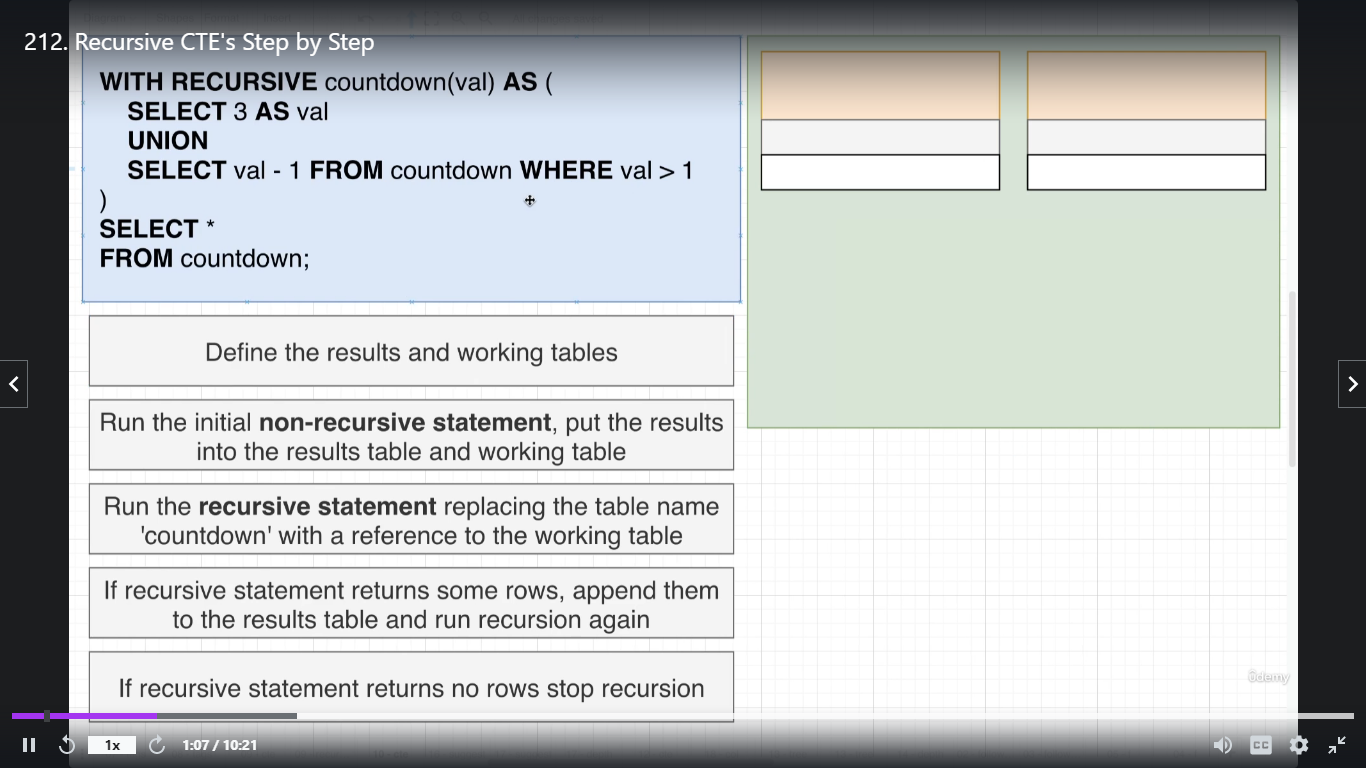 212. Recursive CTE's Step by Step
WITH RECURSIVE countdown(val) AS (
SELECT 3 AS val
UNION
SELECT val - 1 FROM countdown WHERE val > 1
)
SELECT *
FROM countdown;
Define the results and working tables
Run the initial non-recursive statement, put the results
into the results table and working table
Run the recursive statement replacing the table name
'countdown' with a reference to the working table
If recursive statement returns some rows, append them
to the results table and run recursion again
If recursive statement returns no rows stop recursion
ûdemy
1x
1:07 / 10:21
CC